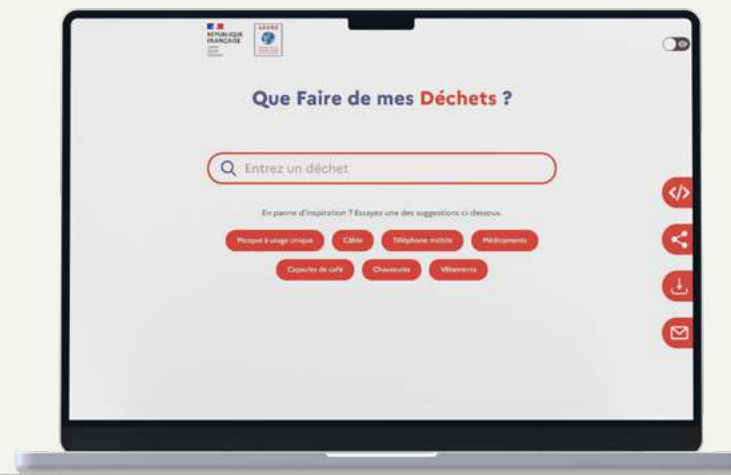 RÉPUBLIQUE
FRANÇAISE
ADEME
Que Faire de mes Déchets ?
Entrez un déchet
En panne d'inspiration ? Essayez une des suggestions ci-dessous.
Masque à usage unique Câble Téléphone mobile Médicaments
Capsules de café Chaussures Vêtements